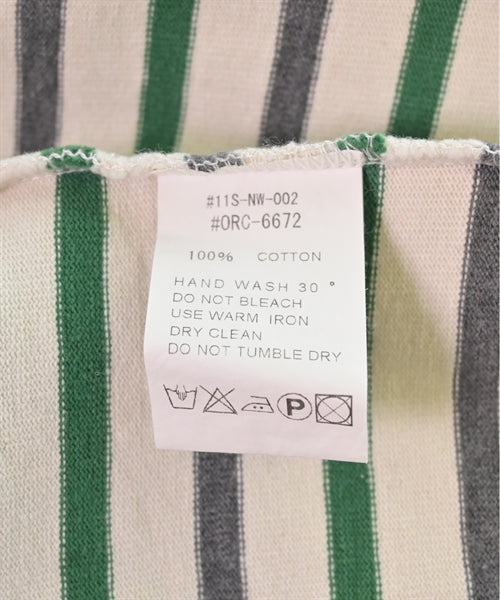 #11S-NW-002
#ORC-6672
100% COTTON
HAND WASH 30 °
DO NOT BLEACH
USE WARM IRON
DRY CLEAN
DO NOT TUMBLE DRY
P